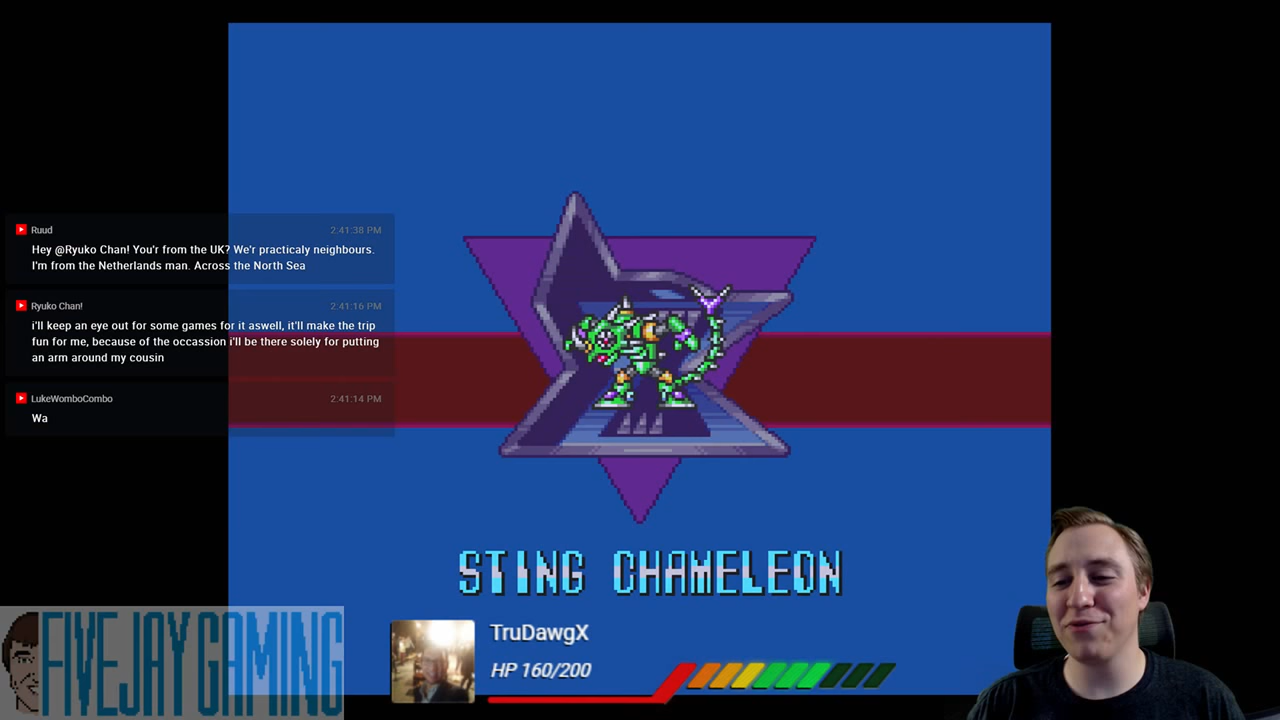 Ruud
2:41:38 PM
Hey @Ryuko Chan! You'r from the UK? We'r practicaly neighbours.
I'm from the Netherlands man. Across the North Sea
Ryuko Chan!
2:41:16 PM
i'll keep an eye out for some games for it aswell, it'll make the trip
fun for me, because of the occassion i'll be there solely for putting
an arm around my cousin
LukeWomboCombo
2:41:14 PM
Wa
STING CHAMELEON
TruDawgX
HP 160/200
FIVEJAYGAMING